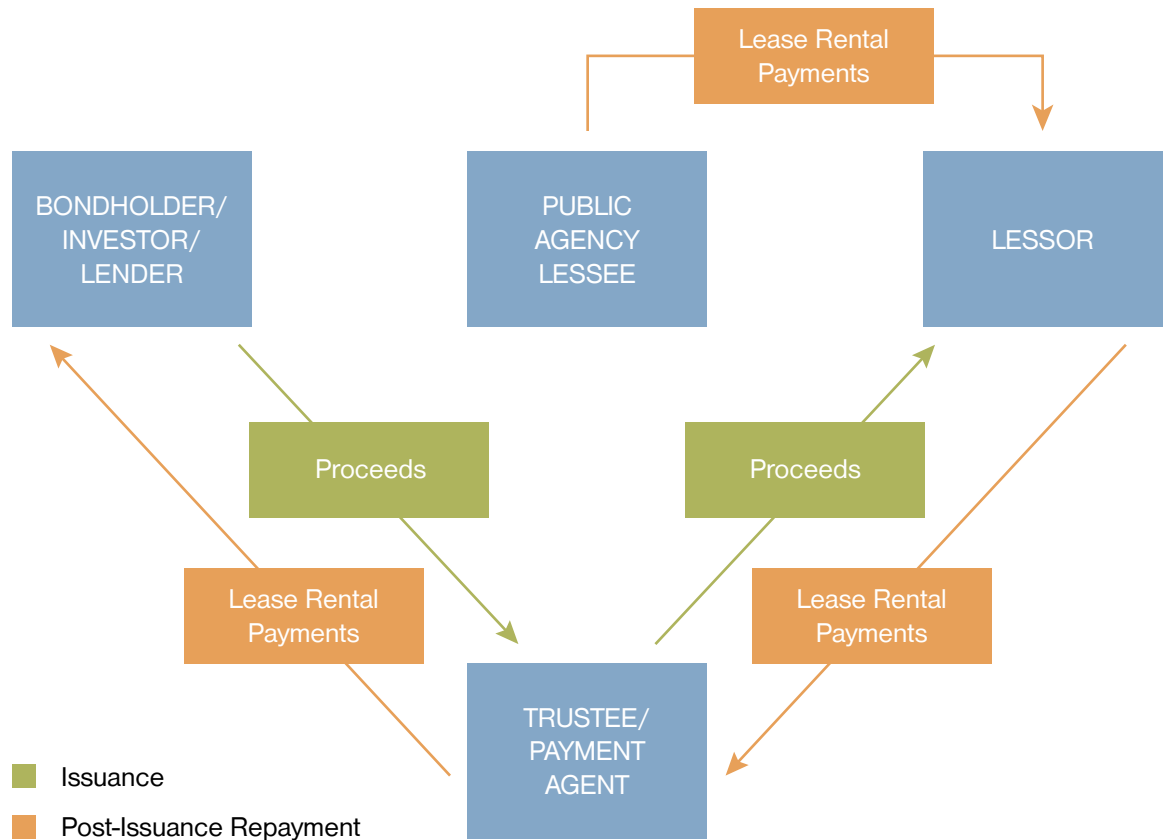 Lease Rental
Payments
BONDHOLDER/
INVESTOR/
LENDER
PUBLIC
AGENCY
LESSEE
LESSOR
Proceeds
Proceeds
Lease Rental
Payments
Lease Rental
Payments
TRUSTEE/
PAYMENT
AGENT
Issuance
Post-Issuance Repayment